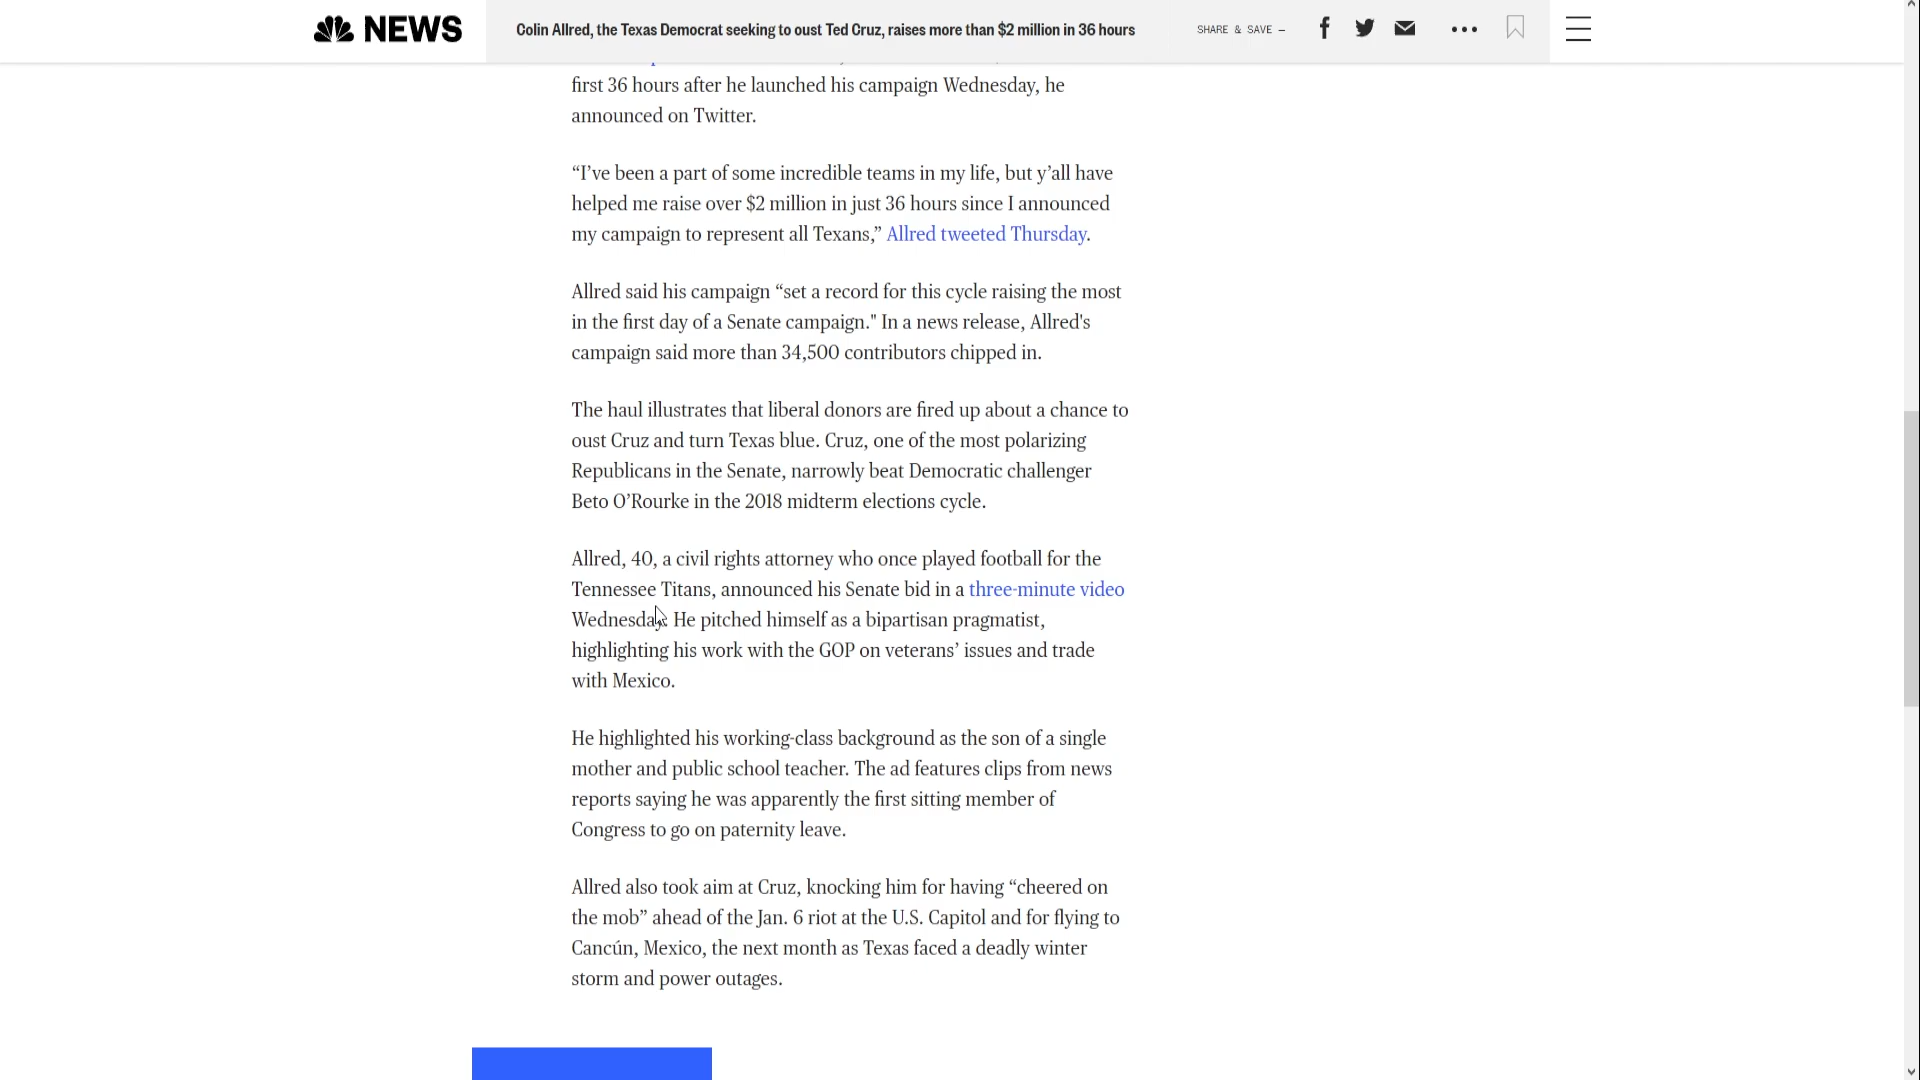 NEWS
Colin Allred, the Texas Democrat seeking to oust Ted Cruz, raises more than $2 million in 36 hours
SHARE & SAVE —
first 36 hours after he launched his campaign Wednesday, he
announced on Twitter.
“I’ve been a part of some incredible teams in my life, but y’all have
helped me raise over $2 million in just 36 hours since I announced
my campaign to represent all Texans,” Allred tweeted Thursday.
Allred said his campaign “set a record for this cycle raising the most
in the first day of a Senate campaign." In a news release, Allred's
campaign said more than 34,500 contributors chipped in.
The haul illustrates that liberal donors are fired up about a chance to
oust Cruz and turn Texas blue. Cruz, one of the most polarizing
Republicans in the Senate, narrowly beat Democratic challenger
Beto O’Rourke in the 2018 midterm elections cycle.
Allred, 40, a civil rights attorney who once played football for the
Tennessee Titans, announced his Senate bid in a three-minute video
Wednesday. He pitched himself as a bipartisan pragmatist,
highlighting his work with the GOP on veterans’ issues and trade
with Mexico.
He highlighted his working-class background as the son of a single
mother and public school teacher. The ad features clips from news
reports saying he was apparently the first sitting member of
Congress to go on paternity leave.
Allred also took aim at Cruz, knocking him for having “cheered on
the mob” ahead of the Jan. 6 riot at the U.S. Capitol and for flying to
Cancún, Mexico, the next month as Texas faced a deadly winter
storm and power outages.